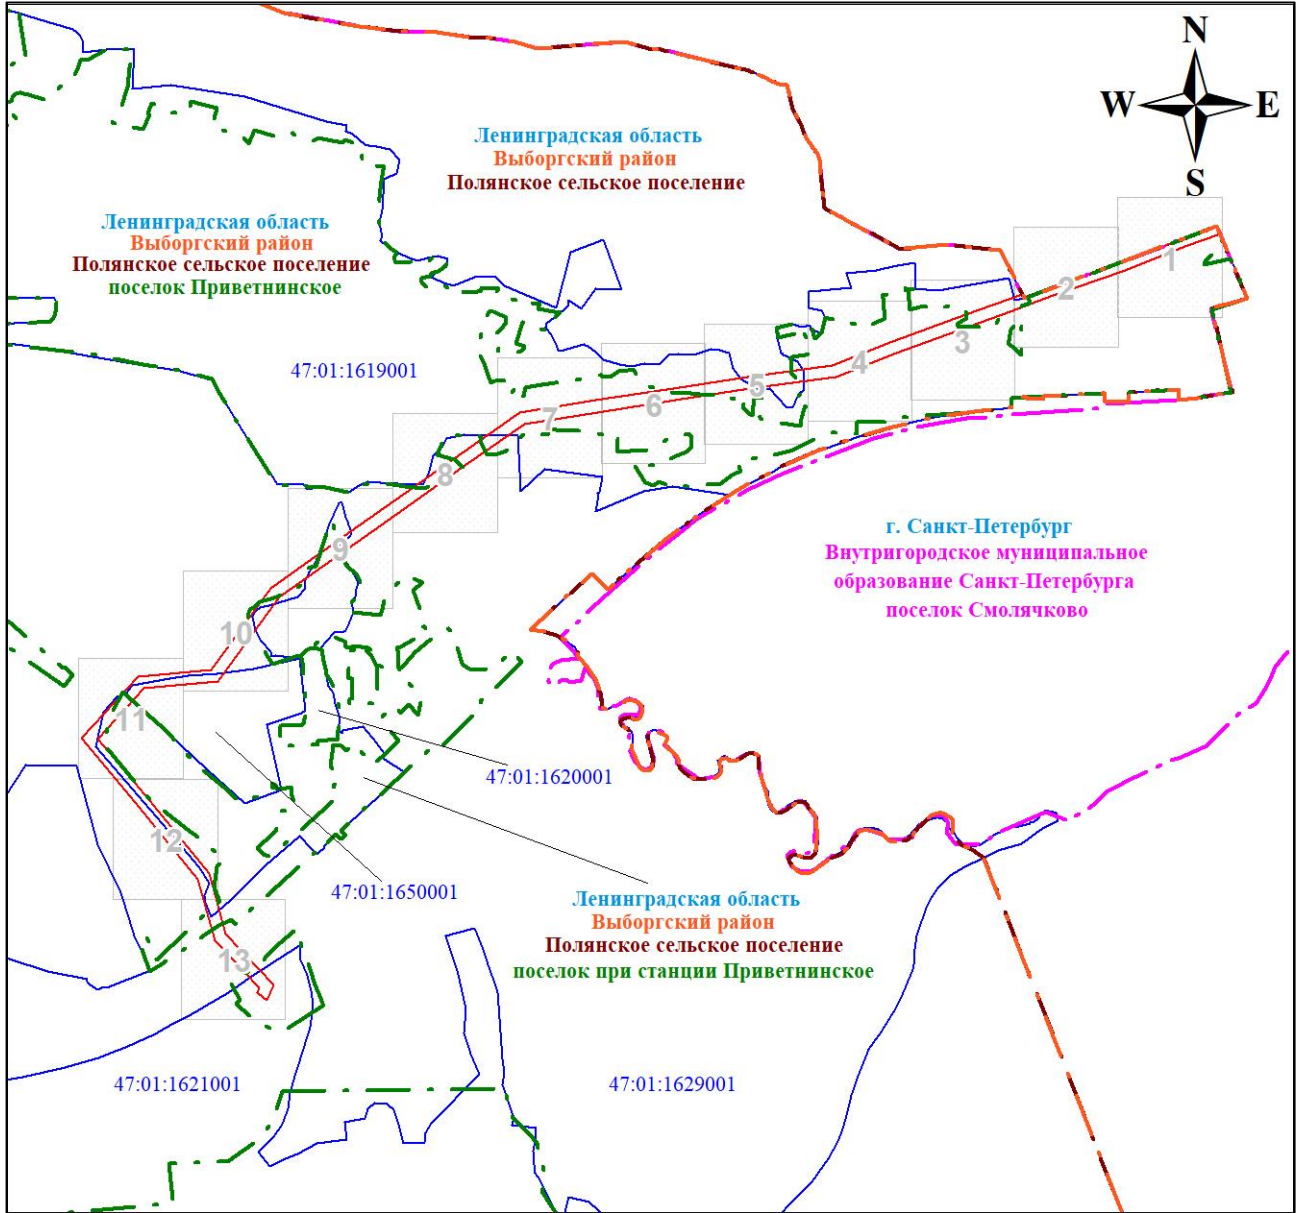 N
W
E
S
Ленинградская область
Выборгский район
Полянское сельское поселение
Ленинградская область
Выборгский район
Полянское сельское поселение
поселок Приветнинское
1
2
3
4
5
6
7
8
9
10
11
12
13
47:01:1619001
г. Санкт-Петербург
Внутригородское муниципальное
образование Санкт-Петербурга
поселок Смолячково
47:01:1620001
47:01:1650001
Ленинградская область
Выборгский район
Полянское сельское поселение
поселок при станции Приветнинское
47:01:1621001
47:01:1629001